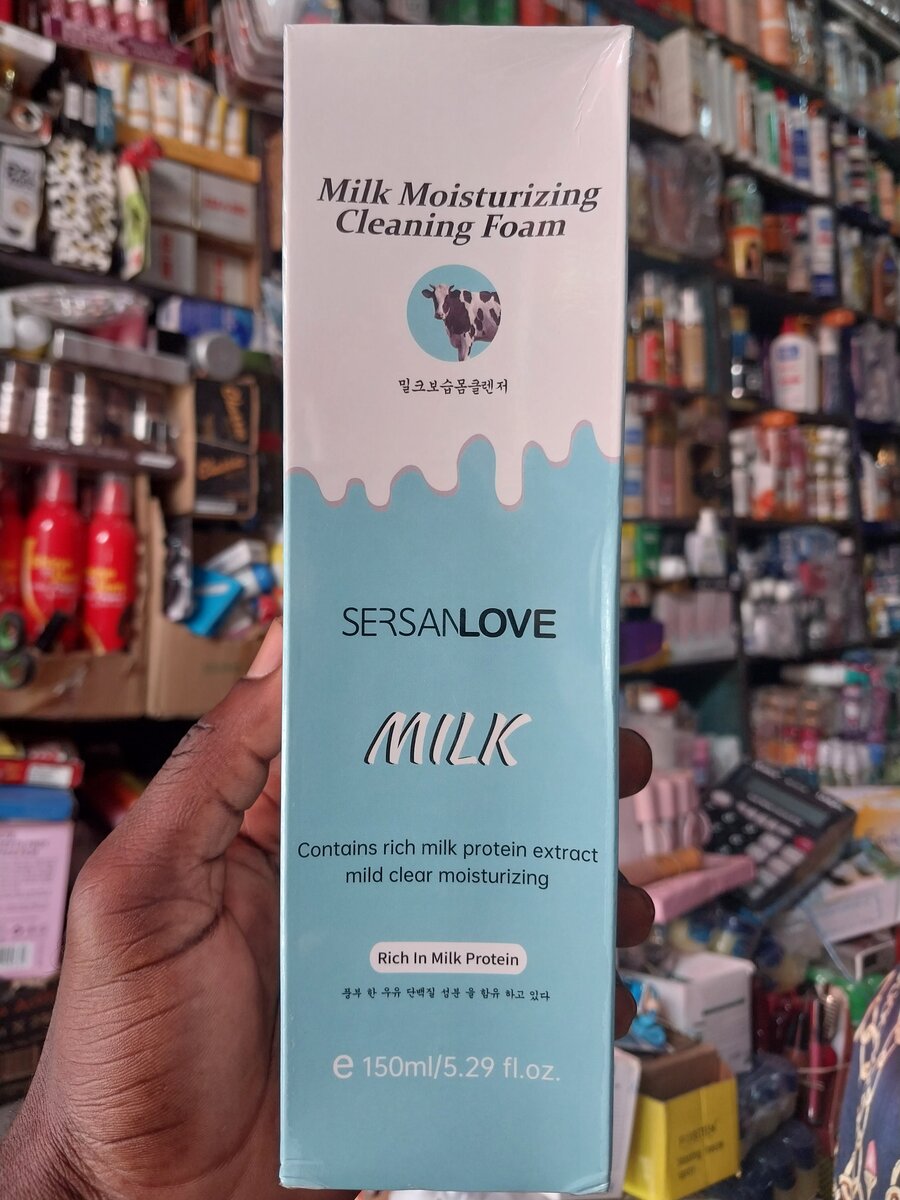 Milk Moisturizing
Cleaning Foam
밀크보습폼클렌저
SERSANLOVE
MILK
Contains rich milk protein extract
mild clear moisturizing
Rich In Milk Protein
풍부 한 우유 단백질 성분 을 함유 하고 있다
e 150ml/5.29 fl.oz.